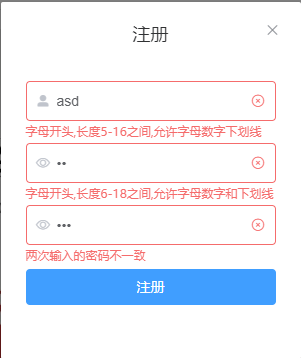 注册
asd
字母开头,长度5-16之间,允许字母数字下划线
••
字母开头,长度6-18之间,允许字母数字和下划线
•••
两次输入的密码不一致
注册